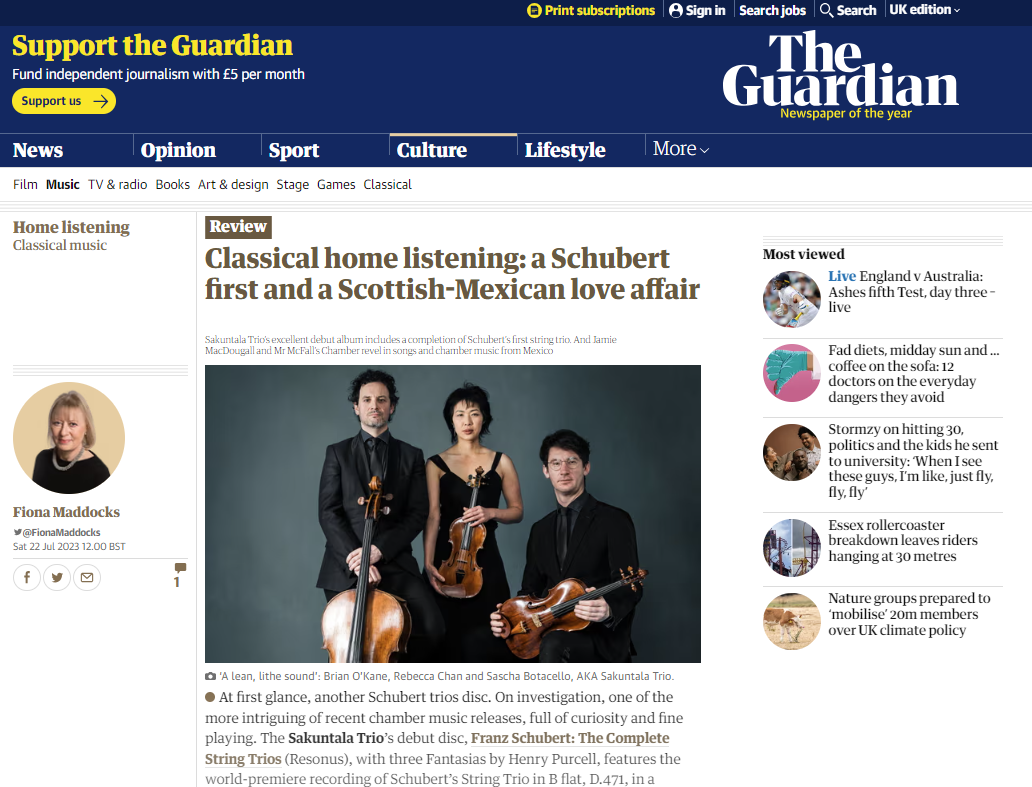 Print subscriptions
Sign in
Search jobs
Search
UK edition
Support the Guardian
Fund independent journalism with £5 per month
Support us
The
Guardian
Newspaper of the year
News
Opinion
Sport
Culture
Lifestyle
More
Film
Music
TV & radio
Books
Art & design
Stage
Games
Classical
Home listening
Classical music
Fiona Maddocks
@FionaMaddocks
Sat 22 Jul 2023 12.00 BST
1
Review
Classical home listening: a Schubert
first and a Scottish-Mexican love affair
Sakuntala Trio's excellent debut album includes a completion of Schubert's first string trio. And Jamie
MacDougall and Mr McFall's Chamber revel in songs and chamber music from Mexico
'A lean, lithe sound': Brian O'Kane, Rebecca Chan and Sascha Botacello, AKA Sakuntala Trio.
● At first glance, another Schubert trios disc. On investigation, one of the
more intriguing of recent chamber music releases, full of curiosity and fine
playing. The Sakuntala Trio's debut disc, Franz Schubert: The Complete
String Trios (Resonus), with three Fantasias by Henry Purcell, features the
world-premiere recording of Schubert's String Trio in B flat, D.471, in a
Most viewed
Live England v Australia:
Ashes fifth Test, day three –
live
Fad diets, midday sun and …
coffee on the sofa: 12
doctors on the everyday
dangers they avoid
Stormzy on hitting 30,
politics and the kids he sent
to university: 'When I see
these guys, I'm like, just fly,
fly, fly'
Essex rollercoaster
breakdown leaves riders
hanging at 30 metres
Nature groups prepared to
'mobilise' 20m members
over UK climate policy